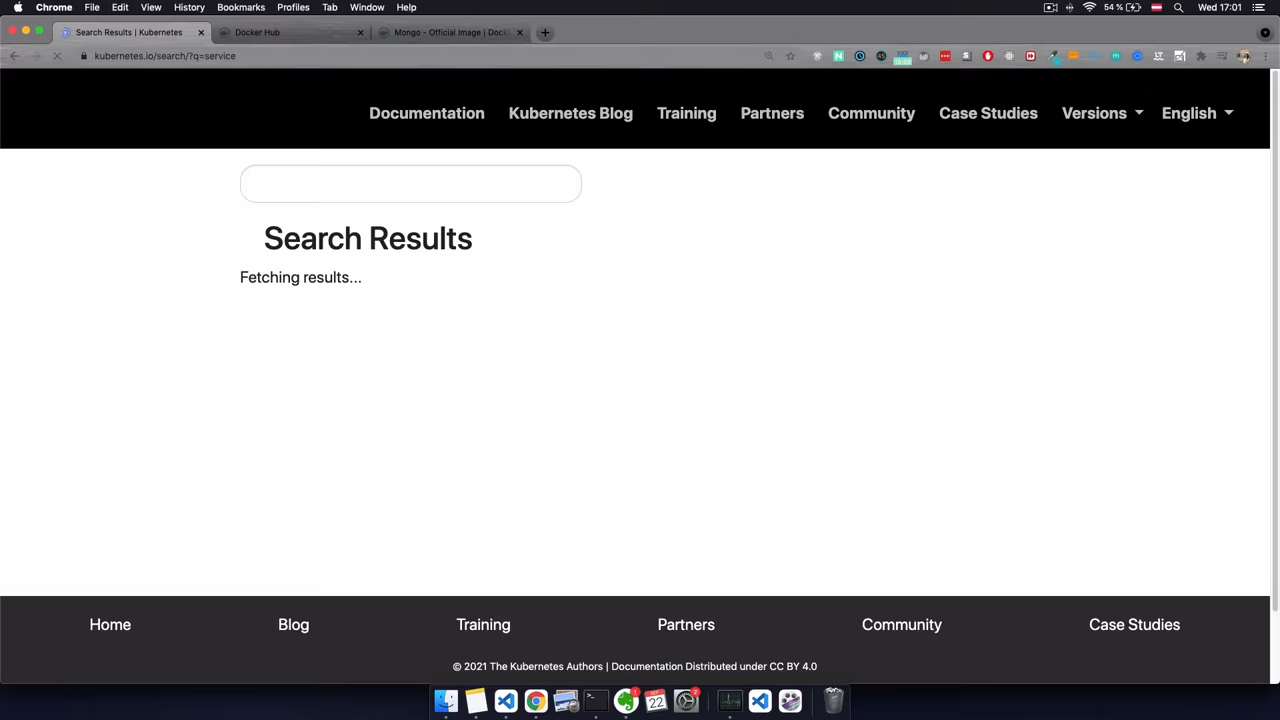 Chrome File Edit View History Bookmarks Profiles Tab Window Help 54 % Wed 17:01
Search Results | Kubernetes Docker Hub Mongo - Official Image | Dock
kubernetes.io/search/?q=service
Documentation Kubernetes Blog Training Partners Community Case Studies Versions English
Search Results
Fetching results...
Home Blog Training Partners Community Case Studies
© 2021 The Kubernetes Authors | Documentation Distributed under CC BY 4.0
22